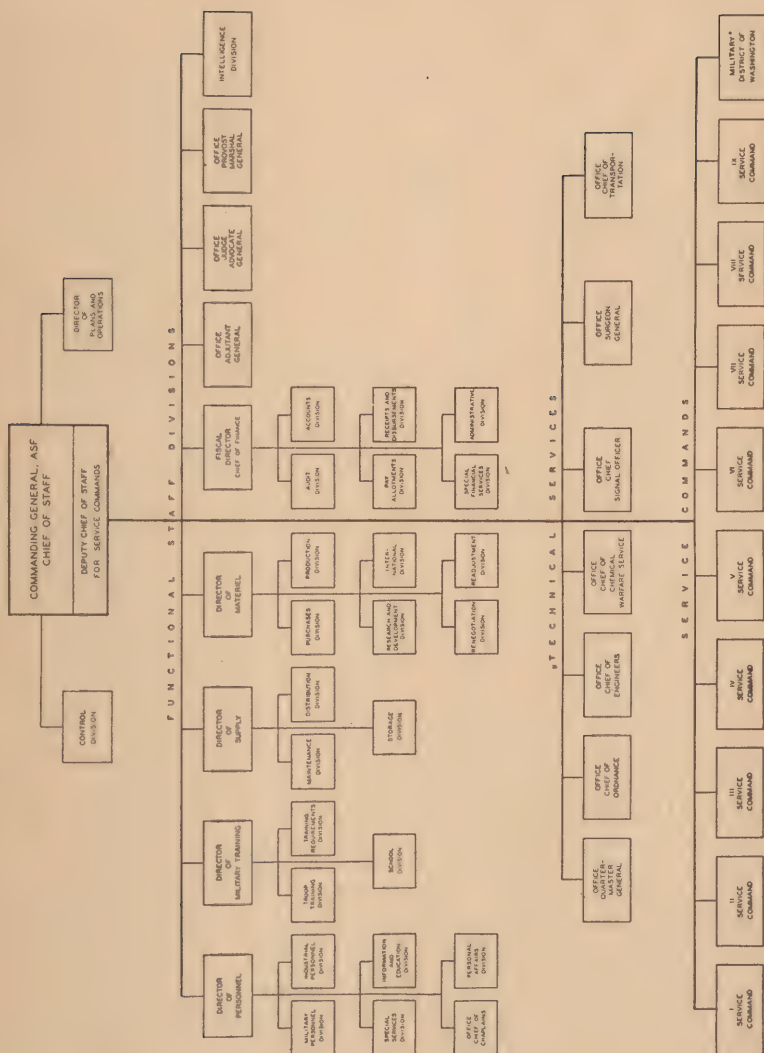 COMMANDING GENERAL, ASF
CHIEF OF STAFF
DEPUTY CHIEF OF STAFF
FOR SERVICE COMMANDS
CONTROL
DIVISION
DIRECTOR
OF
PLANS AND
OPERATIONS
FUNCTIONAL STAFF DIVISIONS
DIRECTOR
OF
PERSONNEL
MILITARY
PERSONNEL
DIVISION
INDUSTRIAL
PERSONNEL
DIVISION
SPECIAL
SERVICES
DIVISION
INFORMATION
AND
EDUCATION
DIVISION
OFFICE
CHIEF OF
CHAPLAINS
PERSONAL
AFFAIRS
DIVISION
DIRECTOR
OF
MILITARY TRAINING
TROOP
TRAINING
DIVISION
TRAINING
REQUIREMENTS
DIVISION
SCHOOL
DIVISION
DIRECTOR
OF
SUPPLY
MAINTENANCE
DIVISION
DISTRIBUTION
DIVISION
STORAGE
DIVISION
DIRECTOR
OF
MATERIEL
PURCHASES
DIVISION
PRODUCTION
DIVISION
RESEARCH AND
DEVELOPMENT
DIVISION
INTER-
NATIONAL
DIVISION
RENEGOTIATION
DIVISION
READJUSTMENT
DIVISION
FISCAL
DIRECTOR
CHIEF OF FINANCE
AUDIT
DIVISION
ACCOUNTS
DIVISION
PAY
ALLOTMENTS
DIVISION
RECEIPTS AND
DISBURSEMENTS
DIVISION
SPECIAL
FINANCIAL
SERVICES
DIVISION
ADMINISTRATIVE
DIVISION
OFFICE
ADJUTANT
GENERAL
OFFICE
JUDGE
ADVOCATE
GENERAL
OFFICE
PROVOST
MARSHAL
GENERAL
INTELLIGENCE
DIVISION
TECHNICAL SERVICES
OFFICE
QUARTER-
MASTER
GENERAL
OFFICE
CHIEF OF
ORDNANCE
OFFICE
CHIEF OF
ENGINEERS
OFFICE
CHIEF OF
CHEMICAL
WARFARE SERVICE
OFFICE
CHIEF
SIGNAL OFFICER
OFFICE
SURGEON
GENERAL
OFFICE
CHIEF OF
TRANSPOR-
TATION
SERVICE COMMANDS
I
SERVICE
COMMAND
II
SERVICE
COMMAND
III
SERVICE
COMMAND
IV
SERVICE
COMMAND
V
SERVICE
COMMAND
VI
SERVICE
COMMAND
VII
SERVICE
COMMAND
VIII
SERVICE
COMMAND
IX
SERVICE
COMMAND
MILITARY*
DISTRICT OF
WASHINGTON